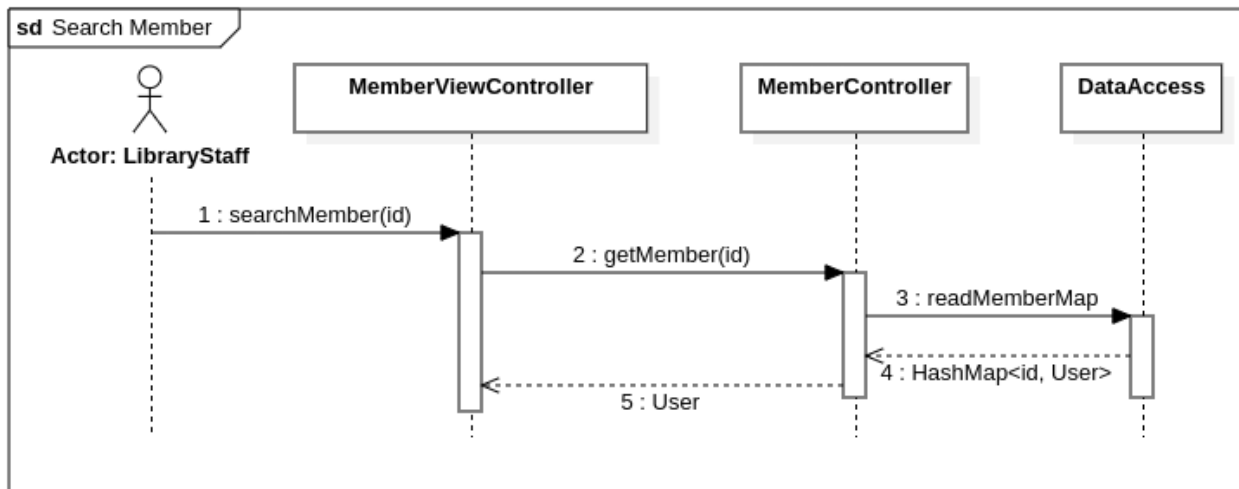 sd Search Member
MemberViewController
MemberController
DataAccess
Actor: LibraryStaff
1 : searchMember(id)
2 : getMember(id)
3 : readMemberMap
4 : HashMap<id, User>
5 : User